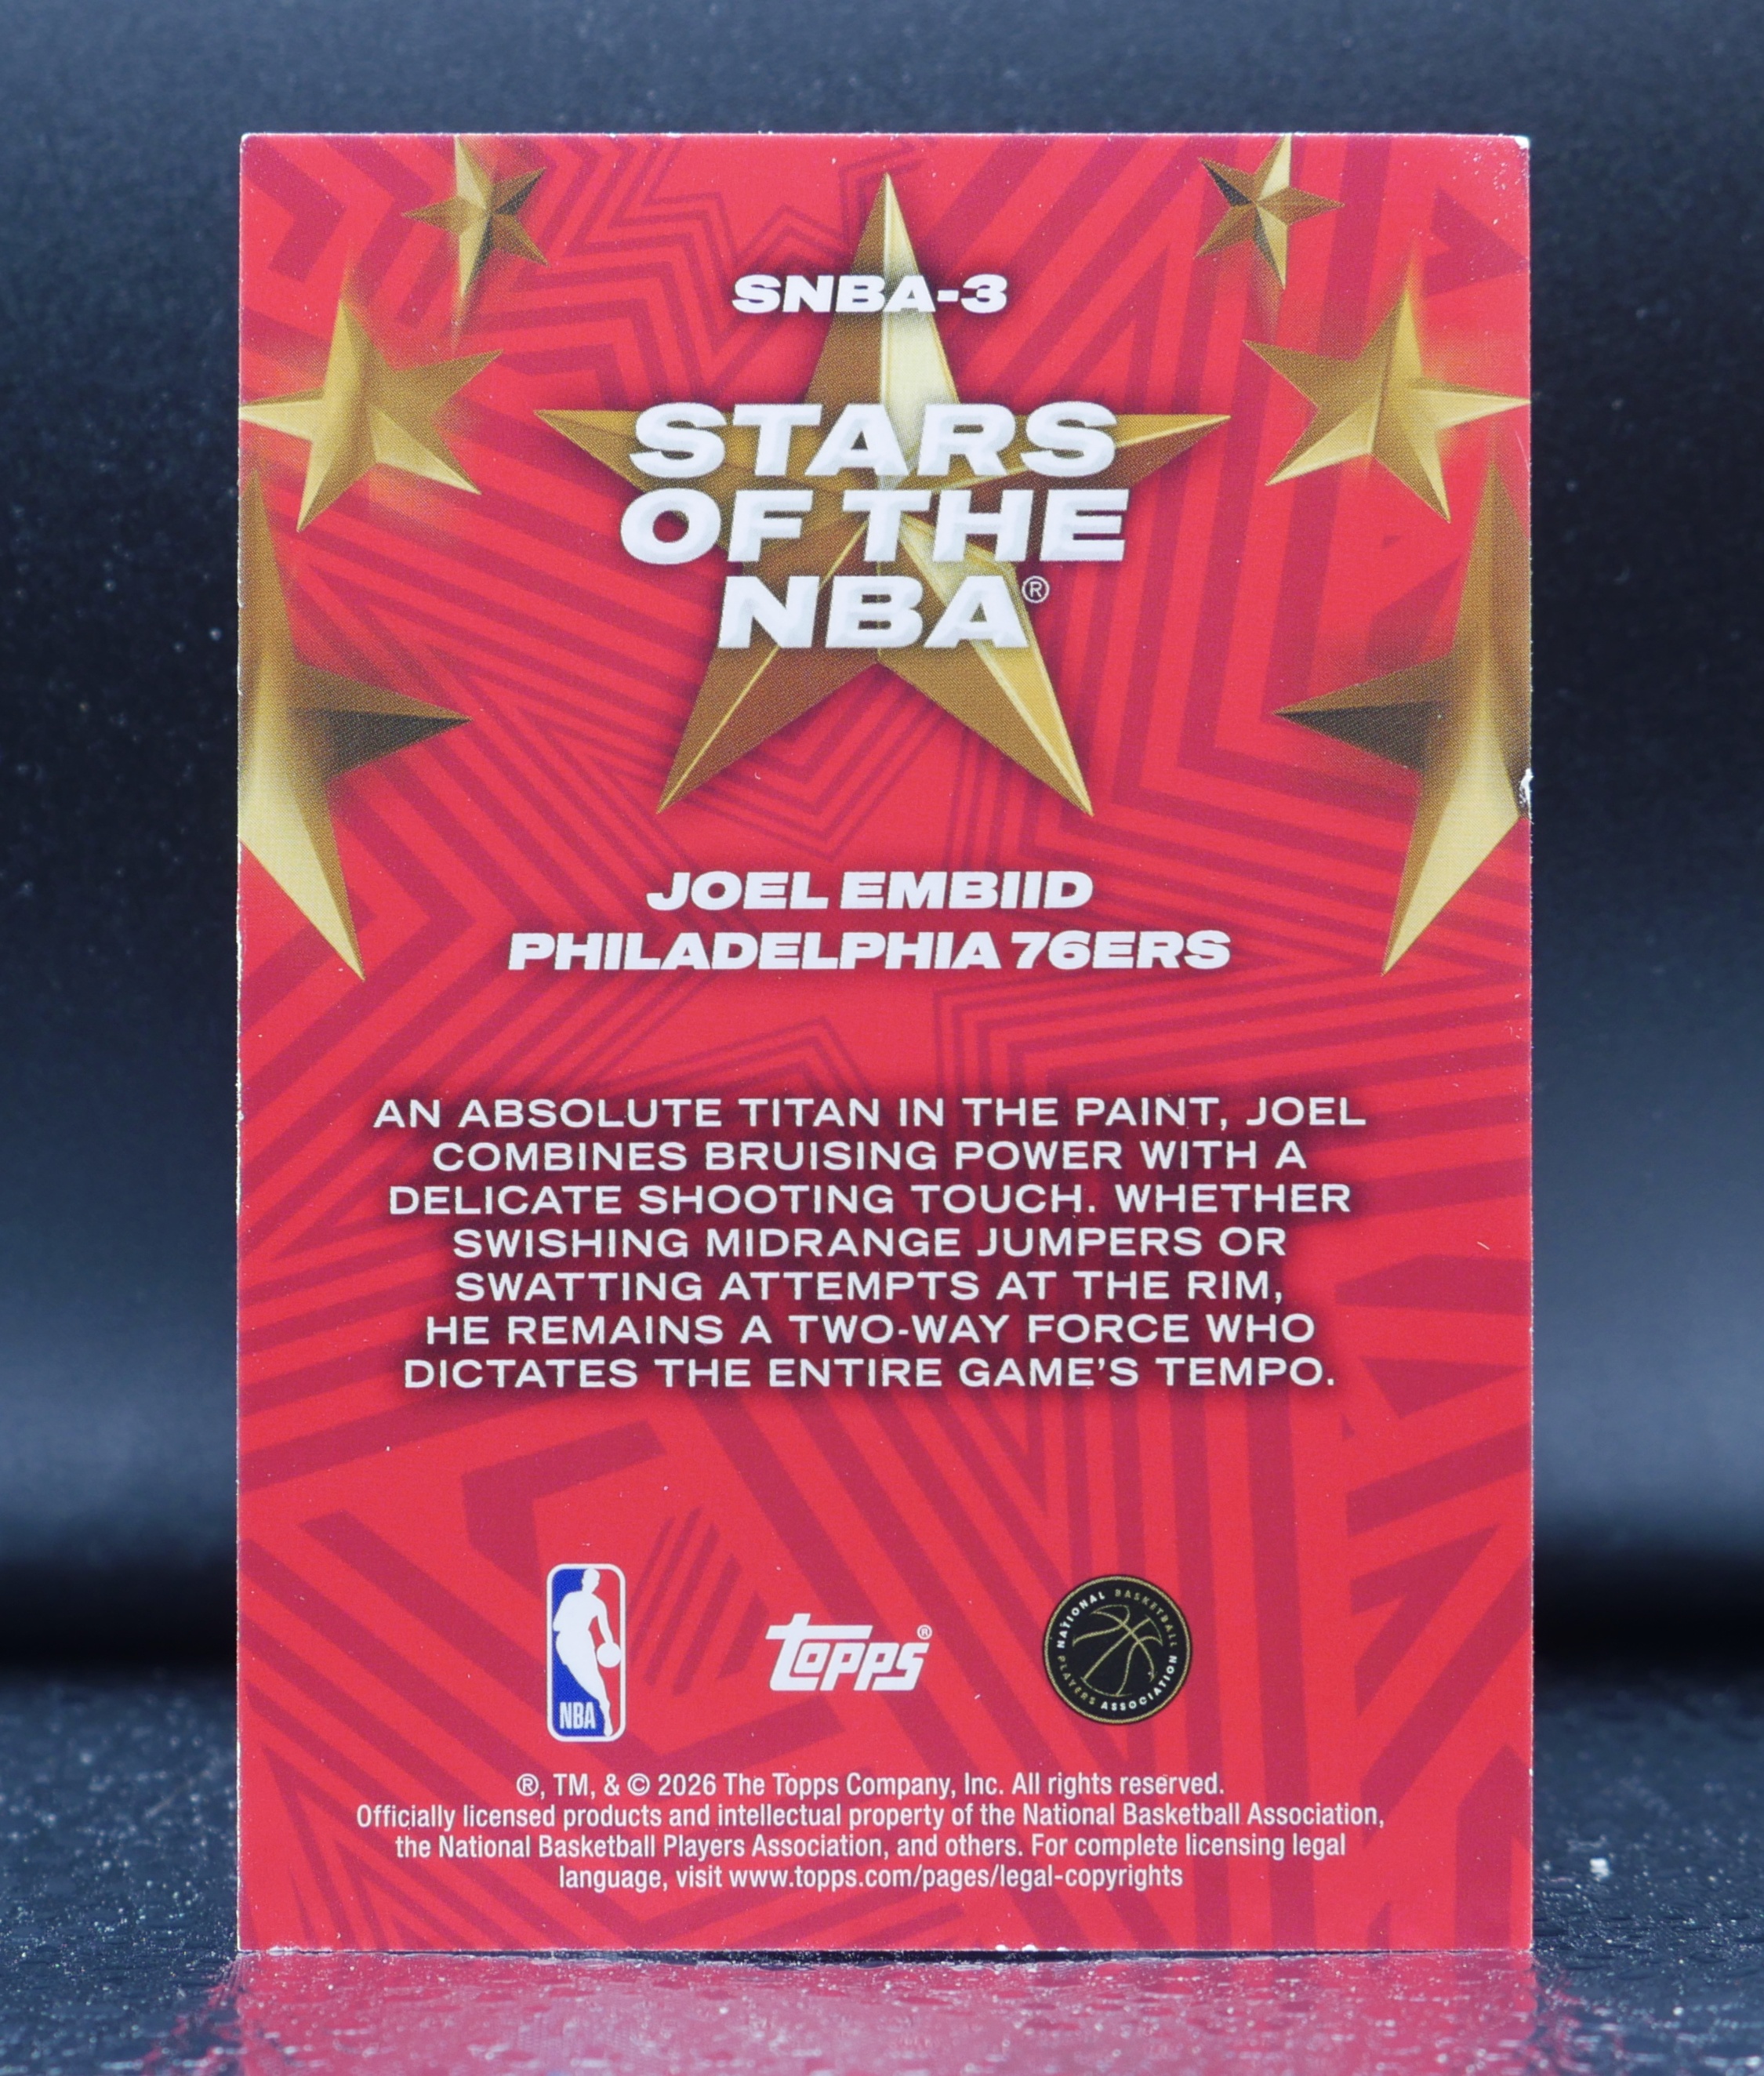 SNBA-3
STARS
OF THE
NBA®
JOEL EMBIID
PHILADELPHIA 76ERS
AN ABSOLUTE TITAN IN THE PAINT, JOEL
COMBINES BRUISING POWER WITH A
DELICATE SHOOTING TOUCH. WHETHER
SWISHING MIDRANGE JUMPERS OR
SWATTING ATTEMPTS AT THE RIM,
HE REMAINS A TWO-WAY FORCE WHO
DICTATES THE ENTIRE GAME'S TEMPO.
NBA
topps®
NATIONAL BASKETBALL PLAYERS ASSOCIATION
®, TM, & © 2026 The Topps Company, Inc. All rights reserved.
Officially licensed products and intellectual property of the National Basketball Association,
the National Basketball Players Association, and others. For complete licensing legal
language, visit www.topps.com/pages/legal-copyrights